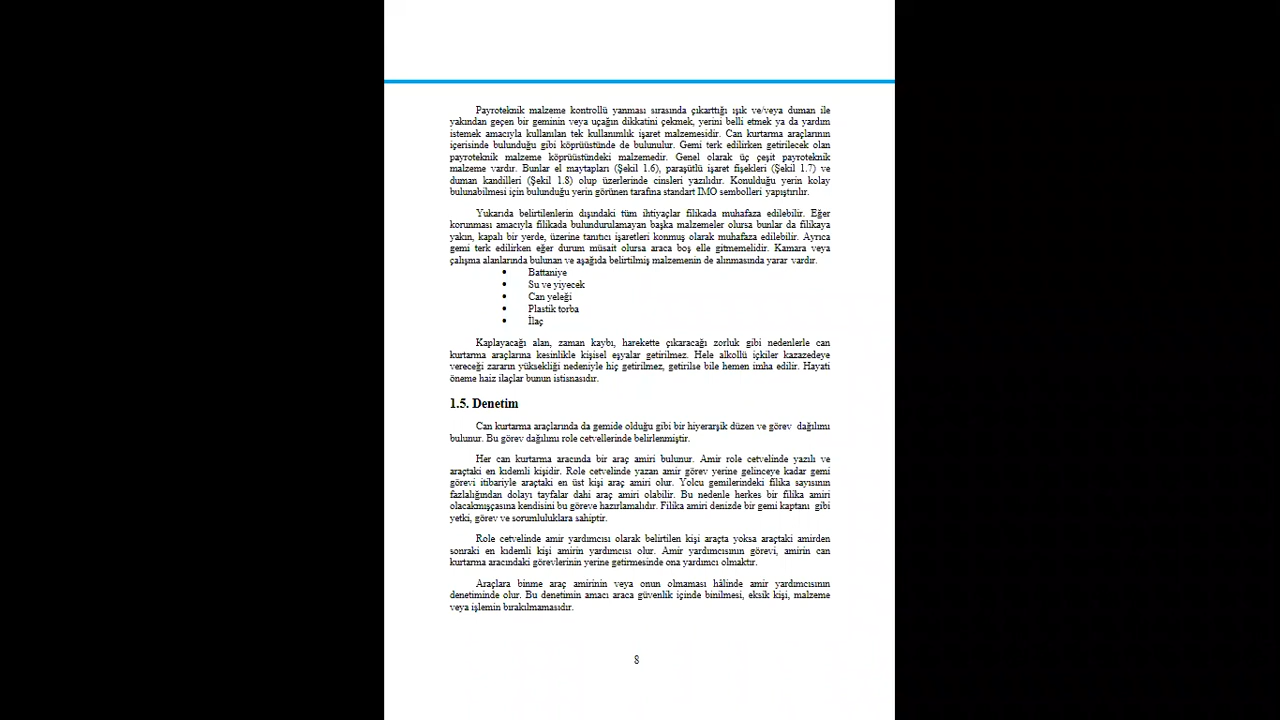 Payroteknik malzeme kontrollü yanması sırasında çıkarttığı ışık ve/veya duman ile
yakından geçen bir geminin veya uçağın dikkatini çekmek, yerini belli etmek ya da yardım
istemek amacıyla kullanılan tek kullanımlık işaret malzemesidir. Can kurtarma araçlarının
içerisinde bulunduğu gibi köprüüstünde de bulunulur. Gemi terk edilirken getirilecek olan
payroteknik malzeme köprüüstündeki malzemedir. Genel olarak üç çeşit payroteknik
malzeme vardır. Bunlar el maytapları (Şekil 1.6), paraşütlü işaret fişekleri (Şekil 1.7) ve
duman kandilleri (Şekil 1.8) olup üzerlerinde cinsleri yazılıdır. Konulduğu yerin kolay
bulunabilmesi için bulunduğu yerin görünen tarafına standart IMO sembolleri yapıştırılır.
Yukarıda belirtilenlerin dışındaki tüm ihtiyaçlar filikada muhafaza edilebilir. Eğer
korunması amacıyla filikada bulundurulamayan başka malzemeler olursa bunlar da filikaya
yakın, kapalı bir yerde, üzerine tanıtıcı işaretleri konmuş olarak muhafaza edilebilir. Ayrıca
gemi terk edilirken eğer durum müsait olursa araca boş elle gitmemelidir. Kamara veya
çalışma alanlarında bulunan ve aşağıda belirtilmiş malzemenin de alınmasında yarar vardır.
• Battaniye
• Su ve yiyecek
• Can yeleği
• Plastik torba
• İlaç
Kaplayacağı alan, zaman kaybı, harekette çıkaracağı zorluk gibi nedenlerle can
kurtarma araçlarına kesinlikle kişisel eşyalar getirilmez. Hele alkollü içkiler kazazedeye
vereceği zararın yüksekliği nedeniyle hiç getirilmez, getirilse bile hemen imha edilir. Hayati
öneme haiz ilaçlar bunun istisnasıdır.
1.5. Denetim
Can kurtarma araçlarında da gemide olduğu gibi bir hiyerarşik düzen ve görev dağılımı
bulunur. Bu görev dağılımı role cetvellerinde belirlenmiştir.
Her can kurtarma aracında bir araç amiri bulunur. Amir role cetvelinde yazılı ve
araçtaki en kıdemli kişidir. Role cetvelinde yazan amir görev yerine gelinceye kadar gemi
görevi itibariyle araçtaki en üst kişi araç amiri olur. Yolcu gemilerindeki filika sayısının
fazlalığından dolayı tayfalar dahi araç amiri olabilir. Bu nedenle herkes bir filika amiri
olacakmışçasına kendisini bu göreve hazırlamalıdır. Filika amiri denizde bir gemi kaptanı gibi
yetki, görev ve sorumluluklara sahiptir.
Role cetvelinde amir yardımcısı olarak belirtilen kişi araçta yoksa araçtaki amirden
sonraki en kıdemli kişi amirin yardımcısı olur. Amir yardımcısının görevi, amirin can
kurtarma aracındaki görevlerinin yerine getirmesinde ona yardımcı olmaktır.
Araçlara binme araç amirinin veya onun olmaması hâlinde amir yardımcısının
denetiminde olur. Bu denetimin amacı araca güvenlik içinde binilmesi, eksik kişi, malzeme
veya işlemin bırakılmamasıdır.
8